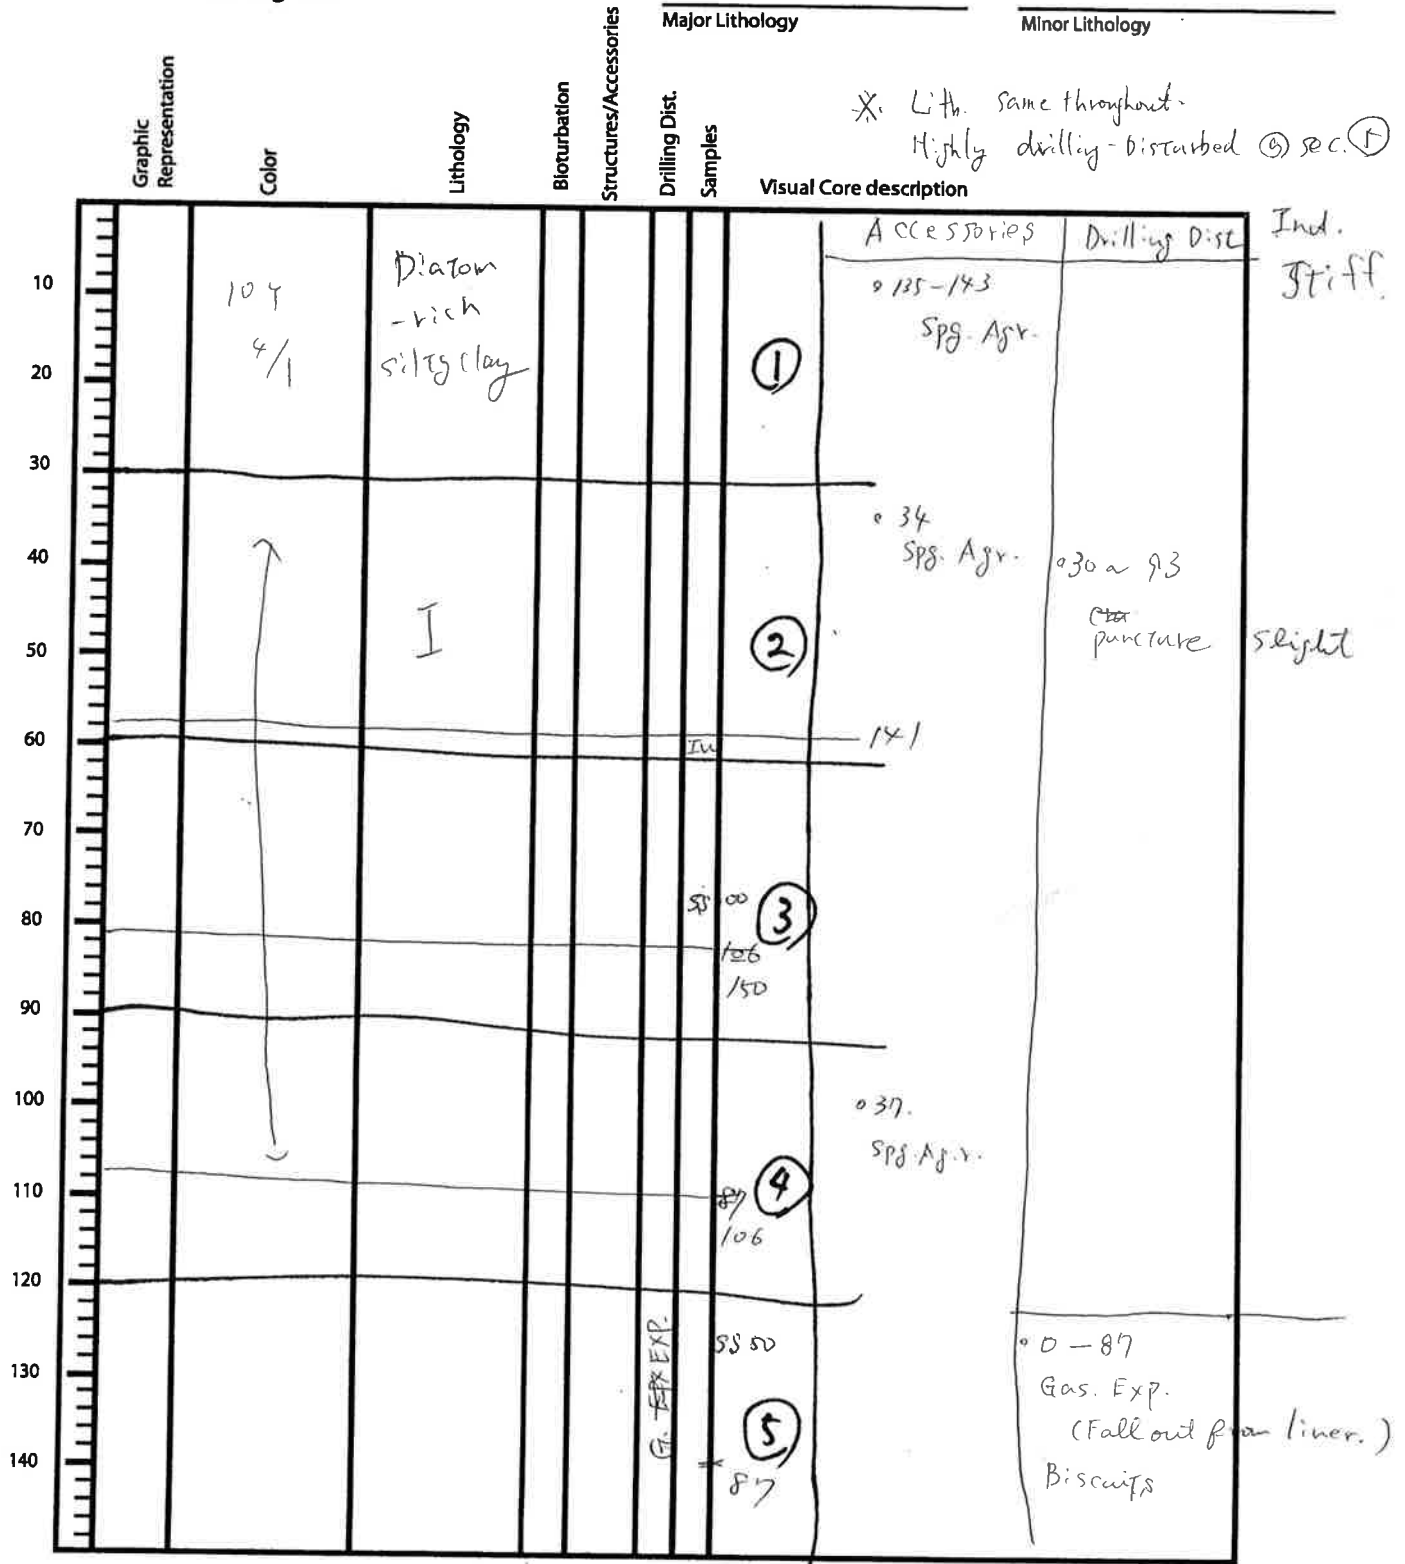 Major Lithology
Minor Lithology
Graphic Representation
Color
Lithology
Bioturbation
Structures/Accessories
Drilling Dist.
Samples
Visual Core description
※. Lith. same throughout.
Highly drilling-Disturbed @ sec. 5
Accessories
Drilling Dist
Ind.
Stiff.
10
20
30
40
50
60
70
80
90
100
110
120
130
140
10Y
4/1
Diatom
-rich
silty clay
1
135-143
Spg. Agr.
34
Spg. Agr.
30~93
puncture
slight
I
2
141
IW
SS 100
3
106
150
37.
Spg. Agr.
4
87
106
G. EXP.
SS 50
5
87
0-87
Gas. Exp.
(Fall out from liner.)
Biscuits